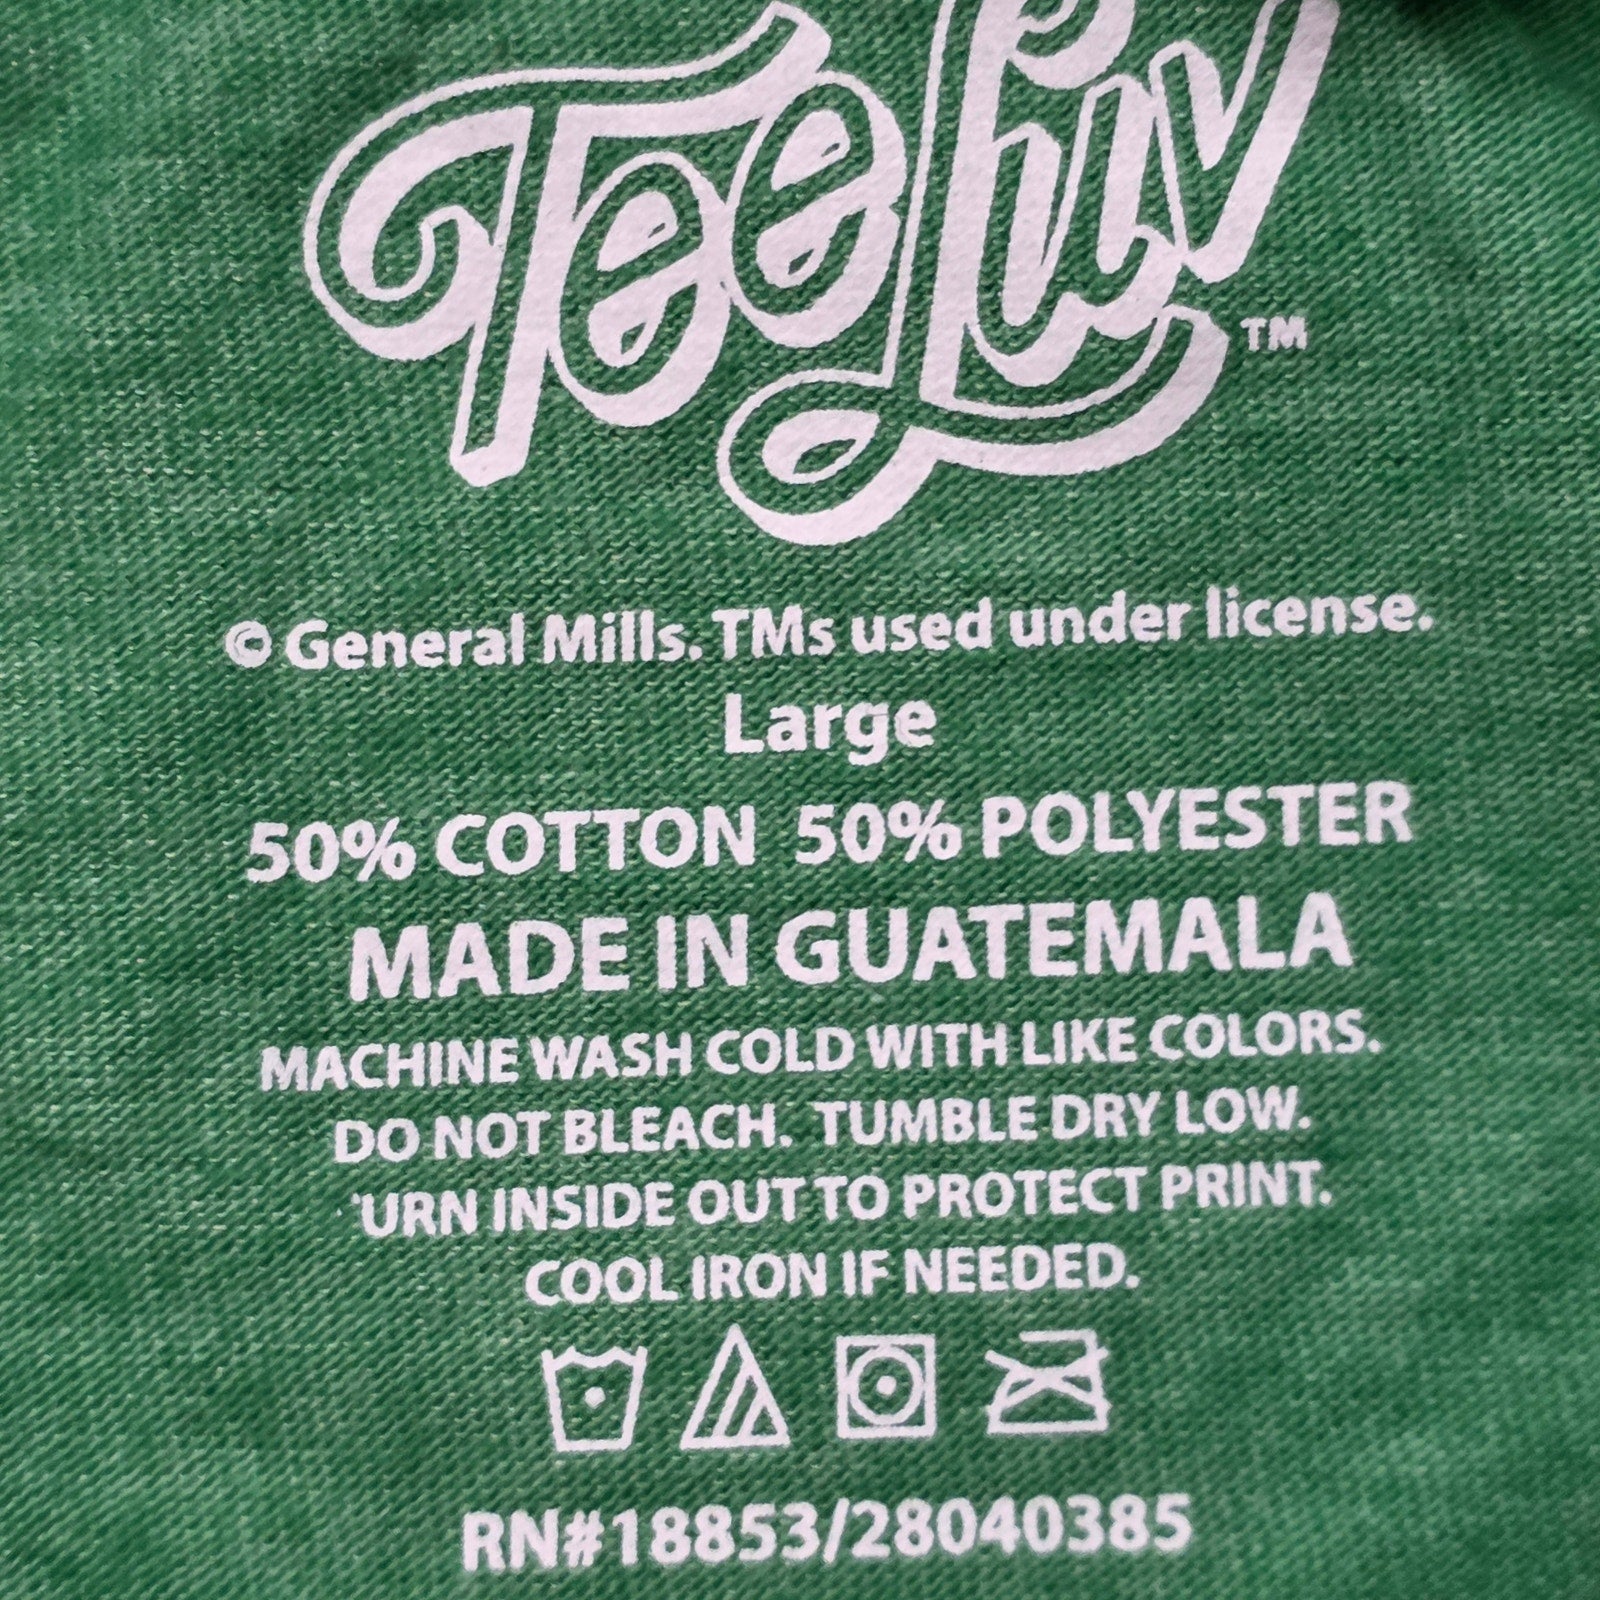 TeeLuv
TM
© General Mills. TMs used under license.
Large
50% COTTON 50% POLYESTER
MADE IN GUATEMALA
MACHINE WASH COLD WITH LIKE COLORS.
DO NOT BLEACH. TUMBLE DRY LOW.
'URN INSIDE OUT TO PROTECT PRINT.
COOL IRON IF NEEDED.
RN#18853/28040385